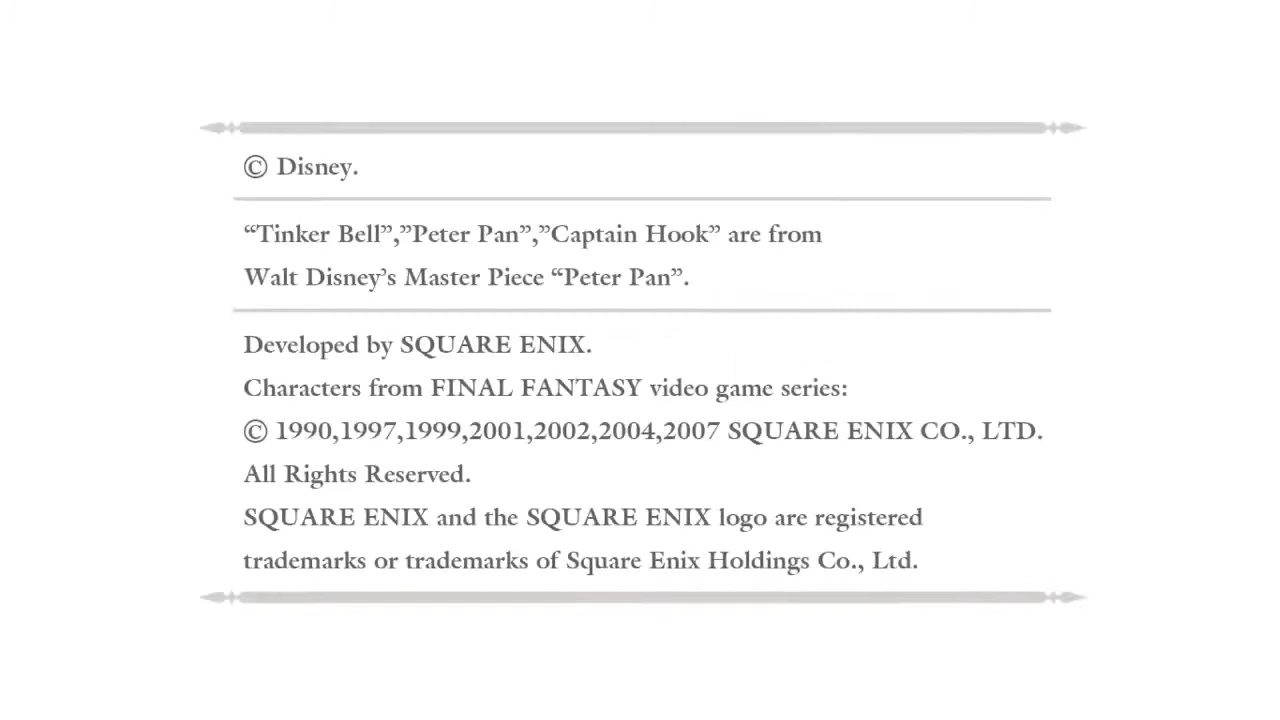 © Disney.
“Tinker Bell”,”Peter Pan”,”Captain Hook” are from
Walt Disney’s Master Piece “Peter Pan”.
Developed by SQUARE ENIX.
Characters from FINAL FANTASY video game series:
© 1990,1997,1999,2001,2002,2004,2007 SQUARE ENIX CO., LTD.
All Rights Reserved.
SQUARE ENIX and the SQUARE ENIX logo are registered
trademarks or trademarks of Square Enix Holdings Co., Ltd.